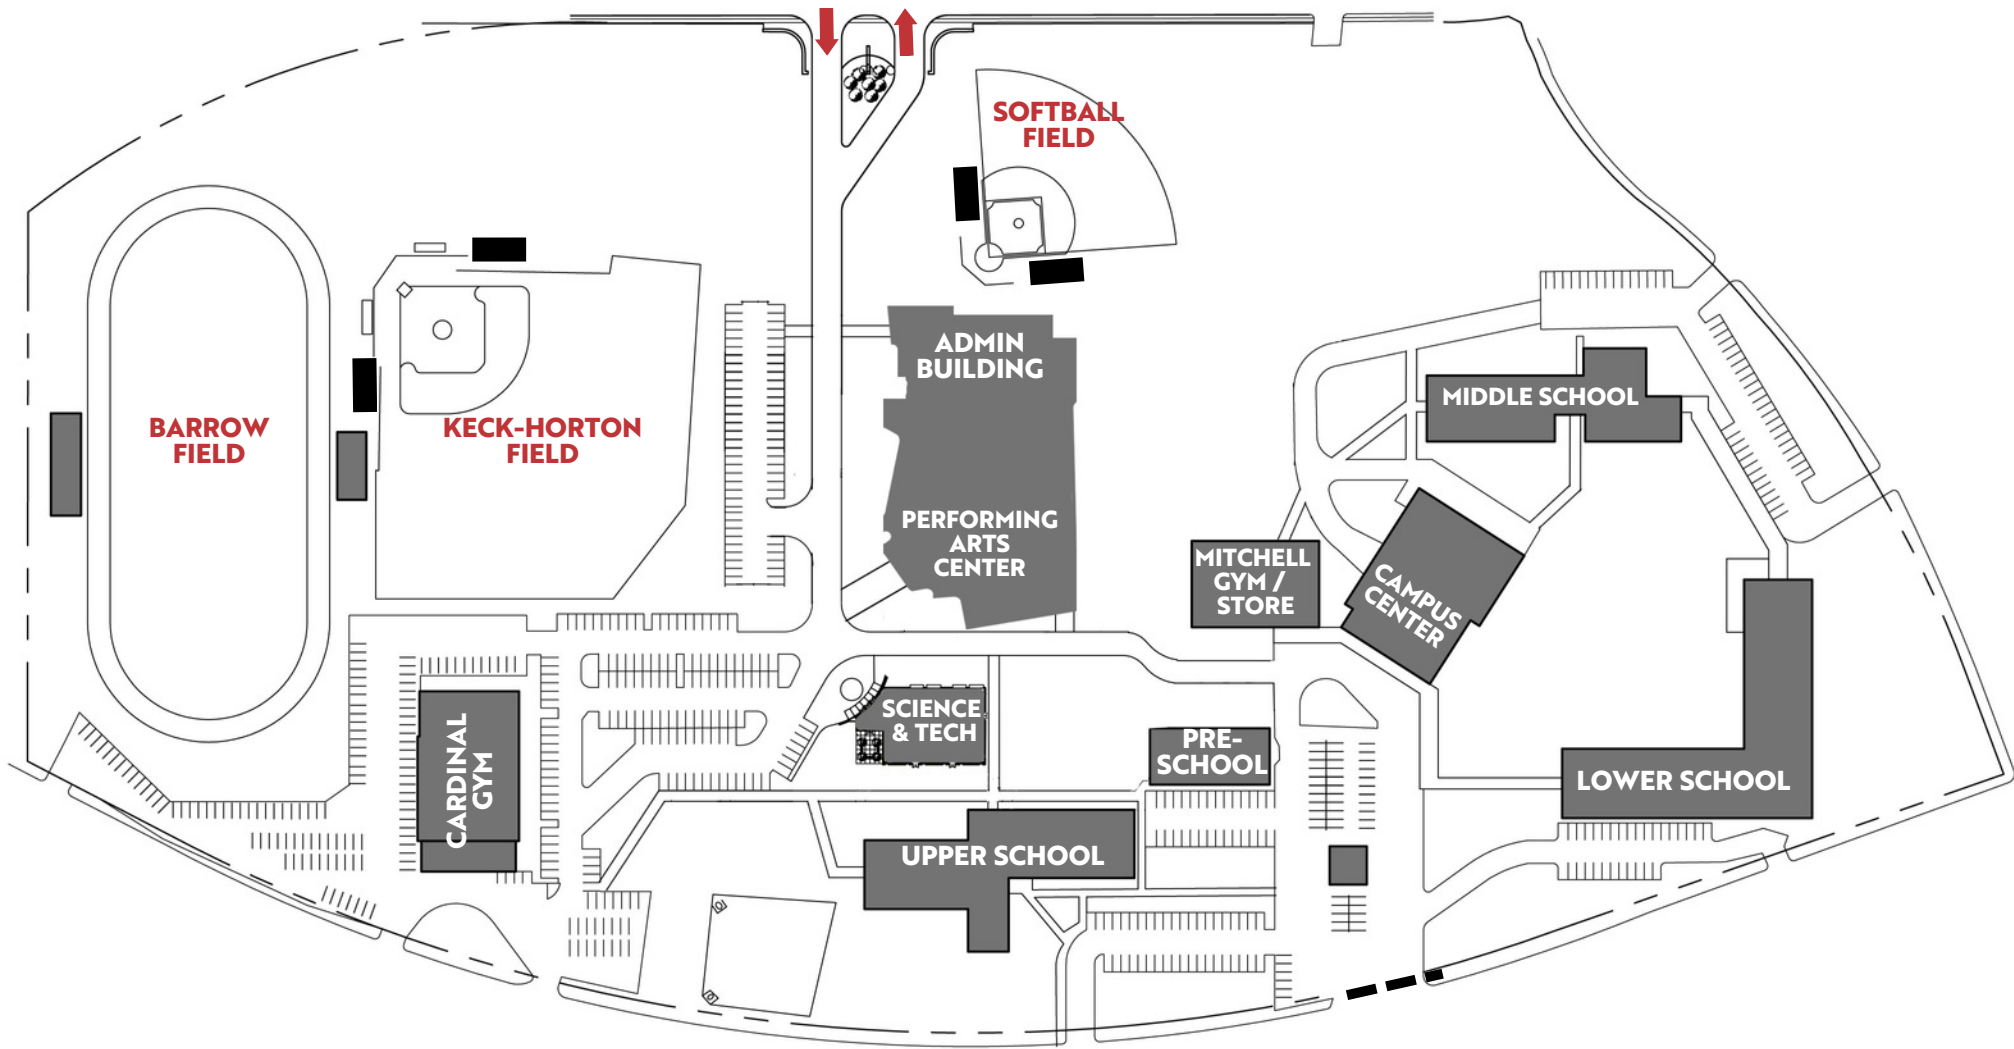 SOFTBALL
FIELD
ADMIN
BUILDING
BARROW
FIELD
KECK-HORTON
FIELD
MIDDLE SCHOOL
PERFORMING
ARTS
CENTER
MITCHELL
GYM /
STORE
CAMPUS
CENTER
SCIENCE
& TECH
CARDINAL
GYM
PRE-
SCHOOL
LOWER SCHOOL
UPPER SCHOOL